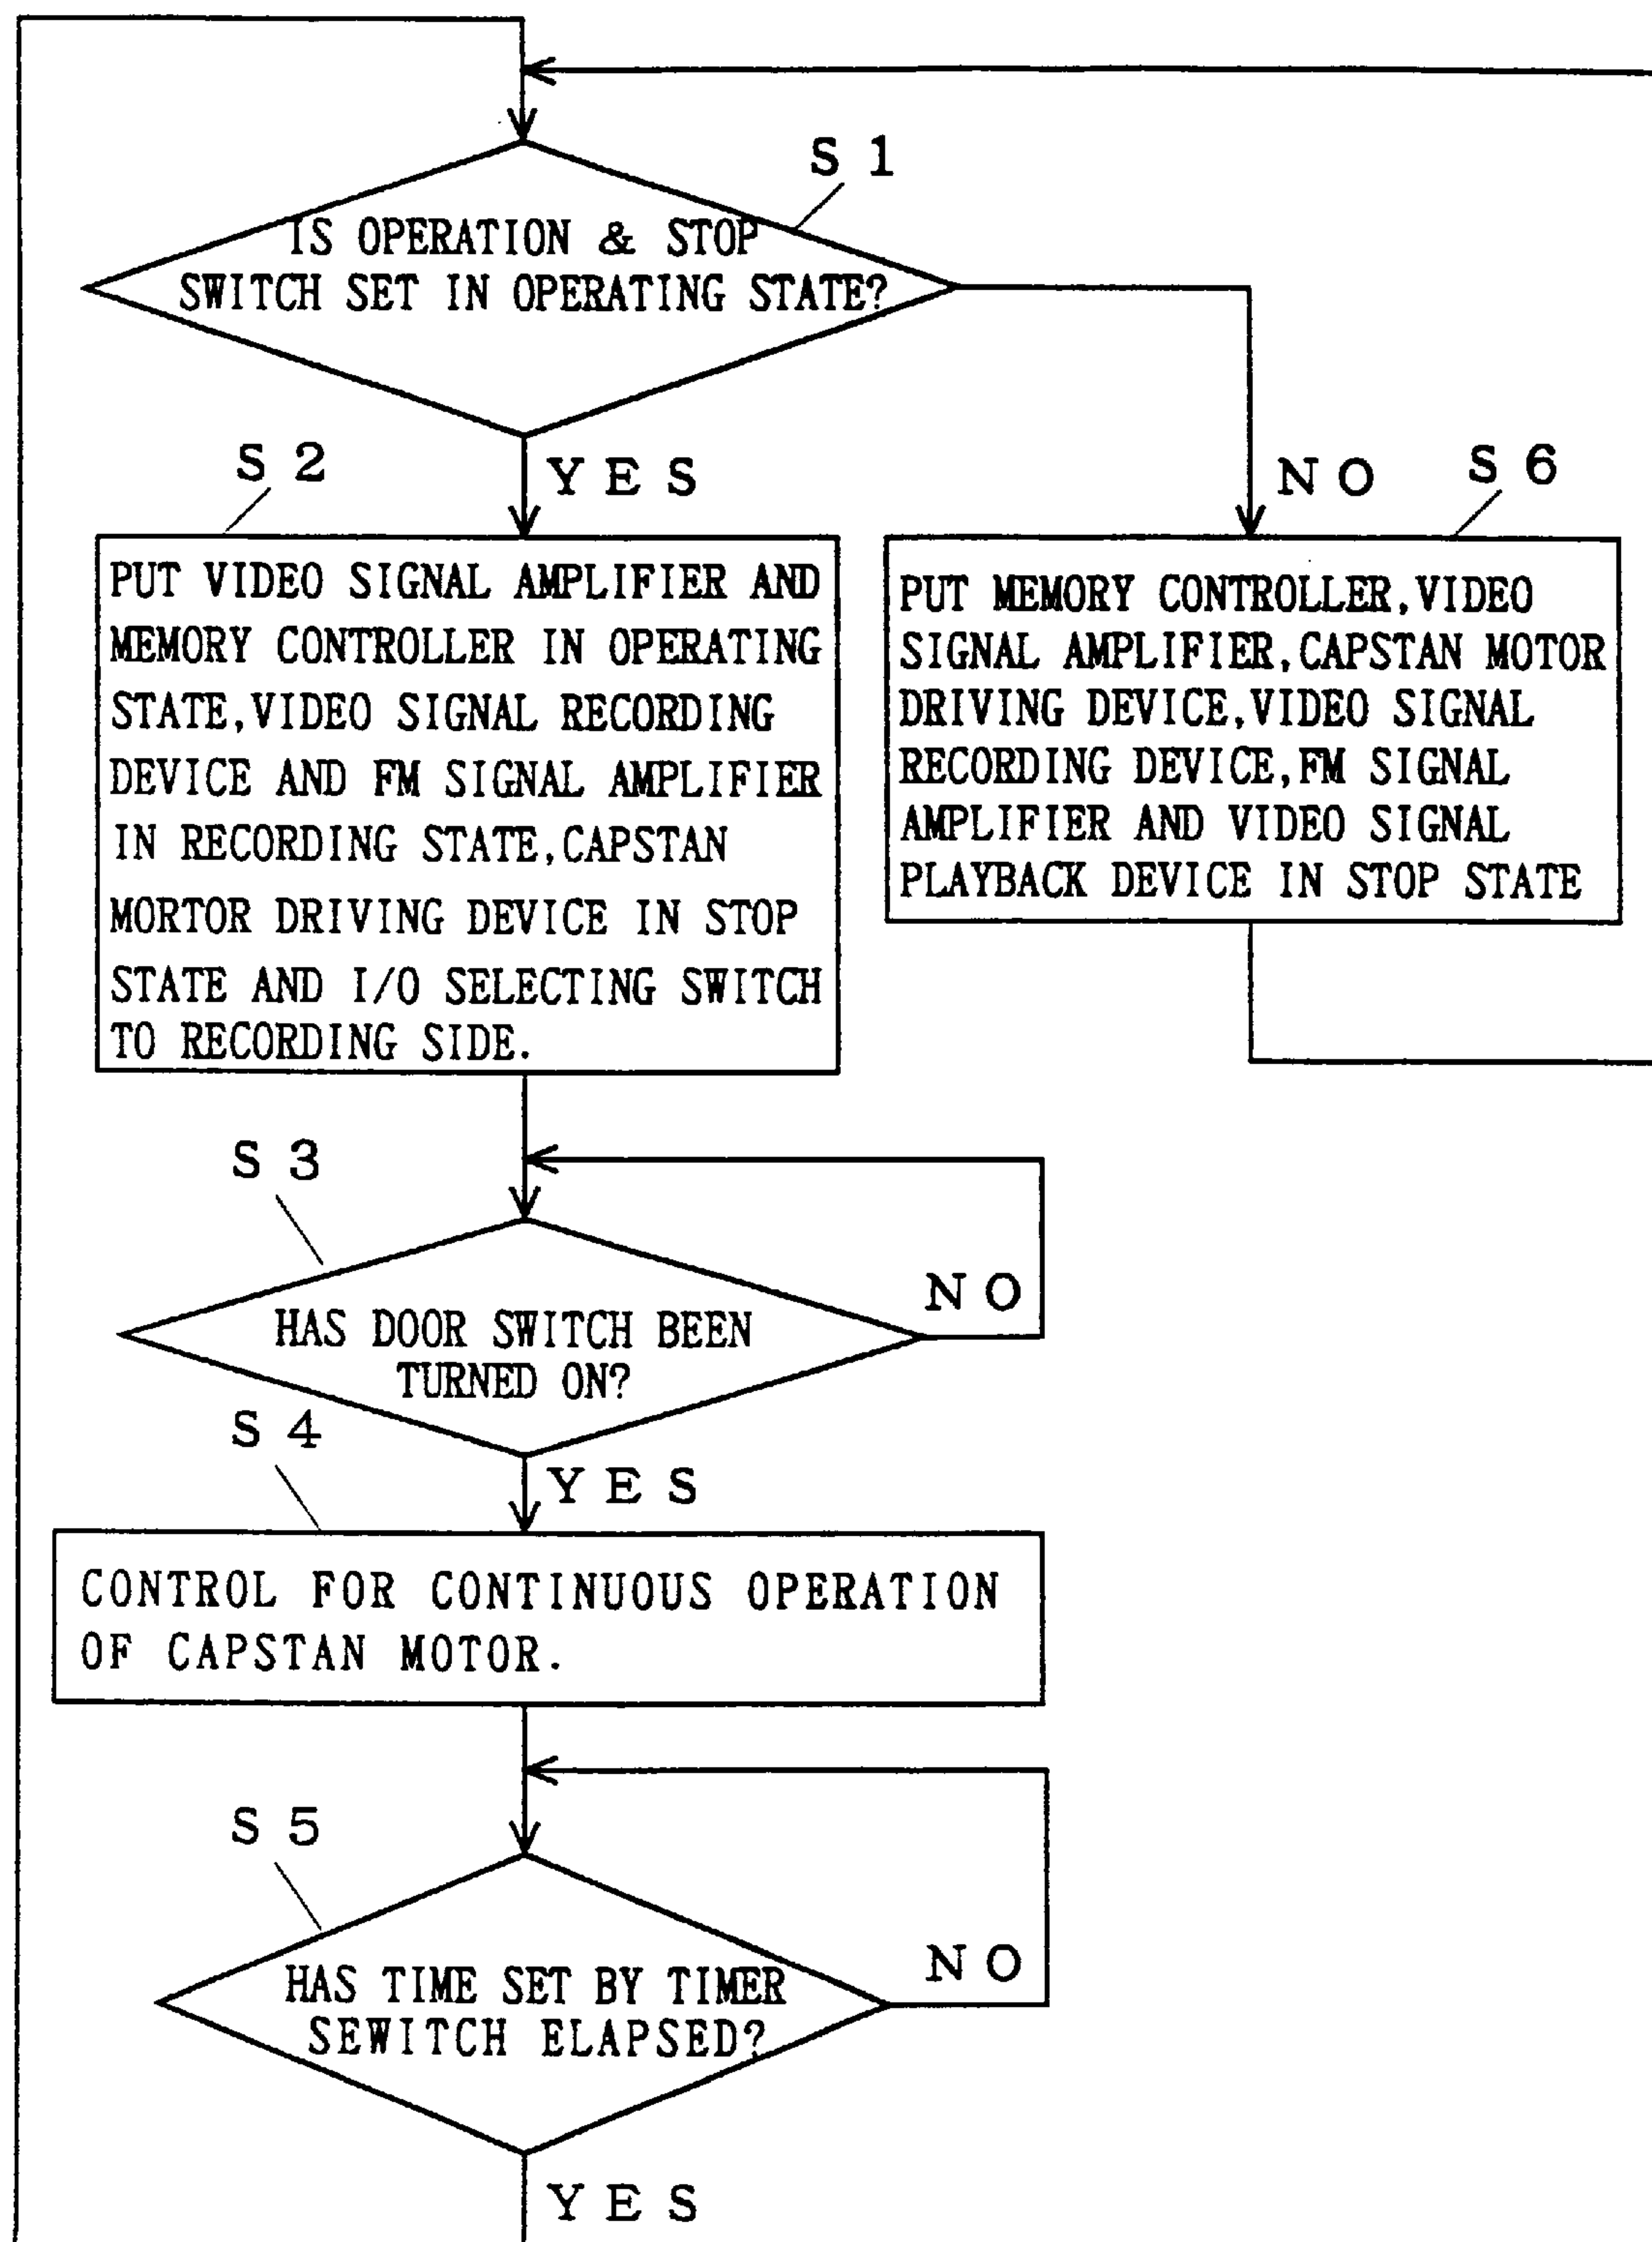 S 1
IS OPERATION & STOP
SWITCH SET IN OPERATING STATE?
S 2
YES
NO
S 6
PUT VIDEO SIGNAL AMPLIFIER AND
MEMORY CONTROLLER IN OPERATING
STATE,VIDEO SIGNAL RECORDING
DEVICE AND FM SIGNAL AMPLIFIER
IN RECORDING STATE,CAPSTAN
MORTOR DRIVING DEVICE IN STOP
STATE AND I/O SELECTING SWITCH
TO RECORDING SIDE.
PUT MEMORY CONTROLLER,VIDEO
SIGNAL AMPLIFIER,CAPSTAN MOTOR
DRIVING DEVICE,VIDEO SIGNAL
RECORDING DEVICE,FM SIGNAL
AMPLIFIER AND VIDEO SIGNAL
PLAYBACK DEVICE IN STOP STATE
S 3
NO
HAS DOOR SWITCH BEEN
TURNED ON?
S 4
YES
CONTROL FOR CONTINUOUS OPERATION
OF CAPSTAN MOTOR.
S 5
NO
HAS TIME SET BY TIMER
SEWITCH ELAPSED?
YES